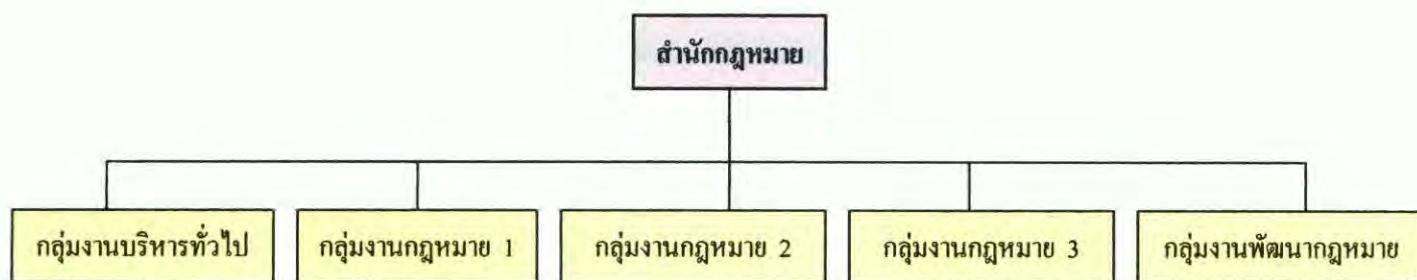 สำนักกฎหมาย
กลุ่มงานบริหารทั่วไป
กลุ่มงานกฎหมาย 1
กลุ่มงานกฎหมาย 2
กลุ่มงานกฎหมาย 3
กลุ่มงานพัฒนากฎหมาย